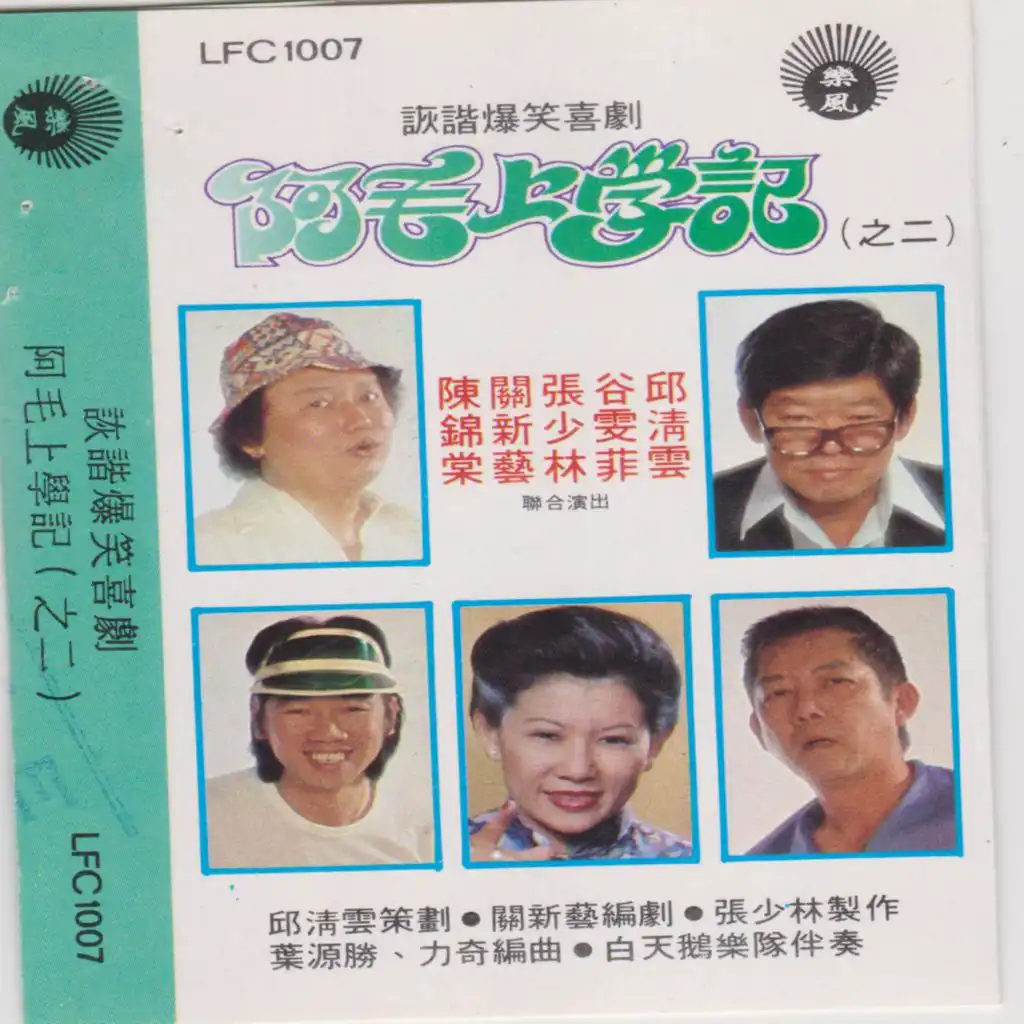 LFC1007
樂風
詼諧爆笑喜劇
阿毛上学記
(之二)
邱清雲
谷雯菲
張少林
關新藝
陳錦棠
聯合演出
邱清雲策劃●關新藝編劇●張少林製作
葉源勝、力奇編曲●白天鵝樂隊伴奏
樂風
詼諧爆笑喜劇
阿毛上學記(之二)
LFC1007